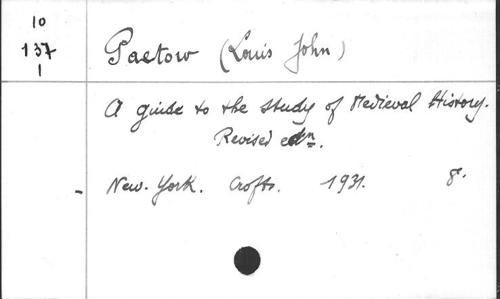 10
137
1
Paetow (Louis John)
A guide to the study of Medieval History.
Revised edn.
- New-York. Crofts. 1931. 8º.